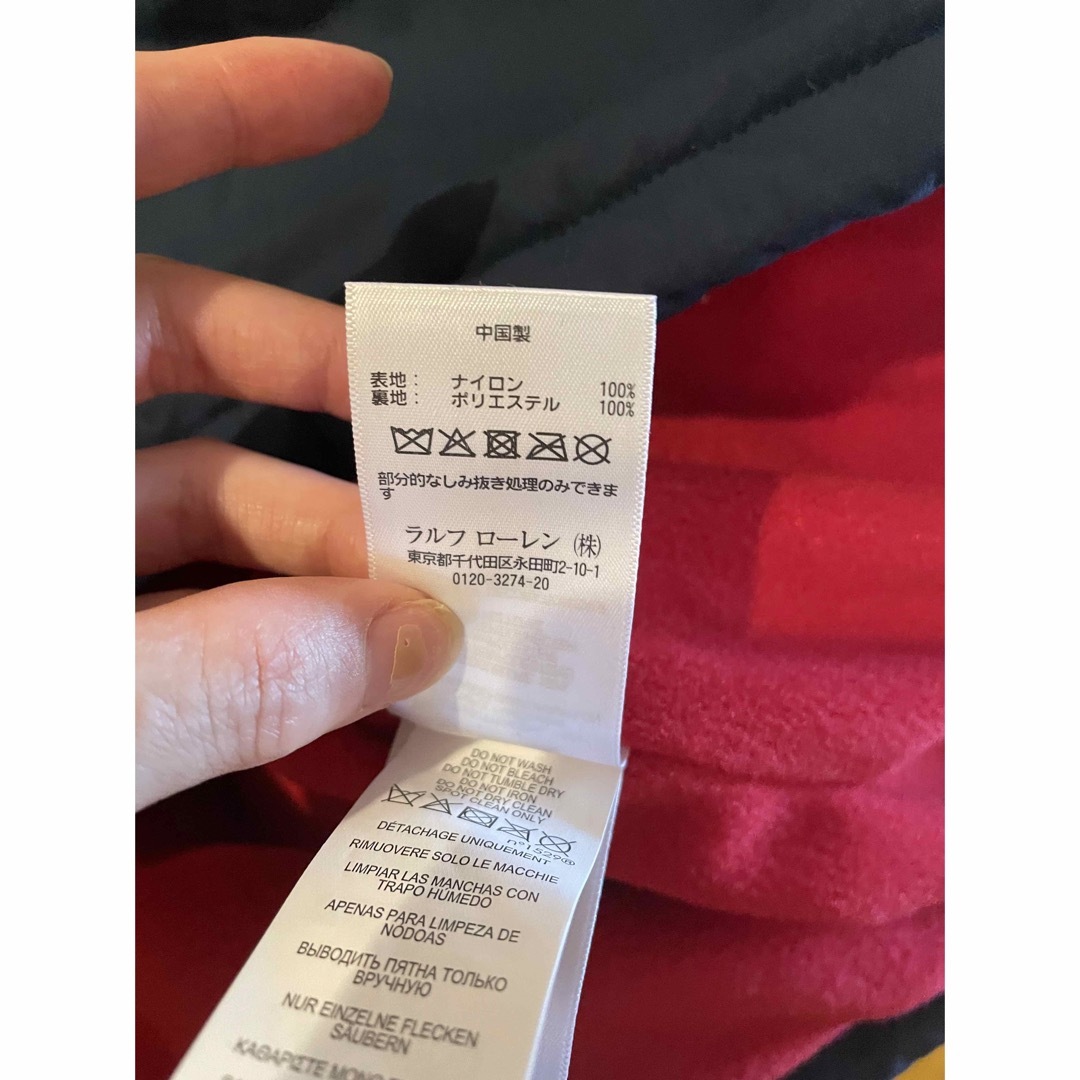 中国製
表地： ナイロン 100%
裏地： ポリエステル 100%
部分的なしみ抜き処理のみできま
す
ラルフ ローレン (株)
東京都千代田区永田町2-10-1
0120-3274-20
DO NOT WASH
DO NOT BLEACH
DO NOT TUMBLE DRY
DO NOT IRON
DO NOT DRY CLEAN
SPOT CLEAN ONLY
n°1529®
DÉTACHAGE UNIQUEMENT
RIMUOVERE SOLO LE MACCHIE
LIMPIAR LAS MANCHAS CON
TRAPO HÚMEDO
APENAS PARA LIMPEZA DE
NÓDOAS
ВЫВОДИТЬ ПЯТНА ТОЛЬКО
ВРУЧНУЮ
NUR EINZELNE FLECKEN
SÄUBERN
ΚΑΘΑΡΙΣΤΕ